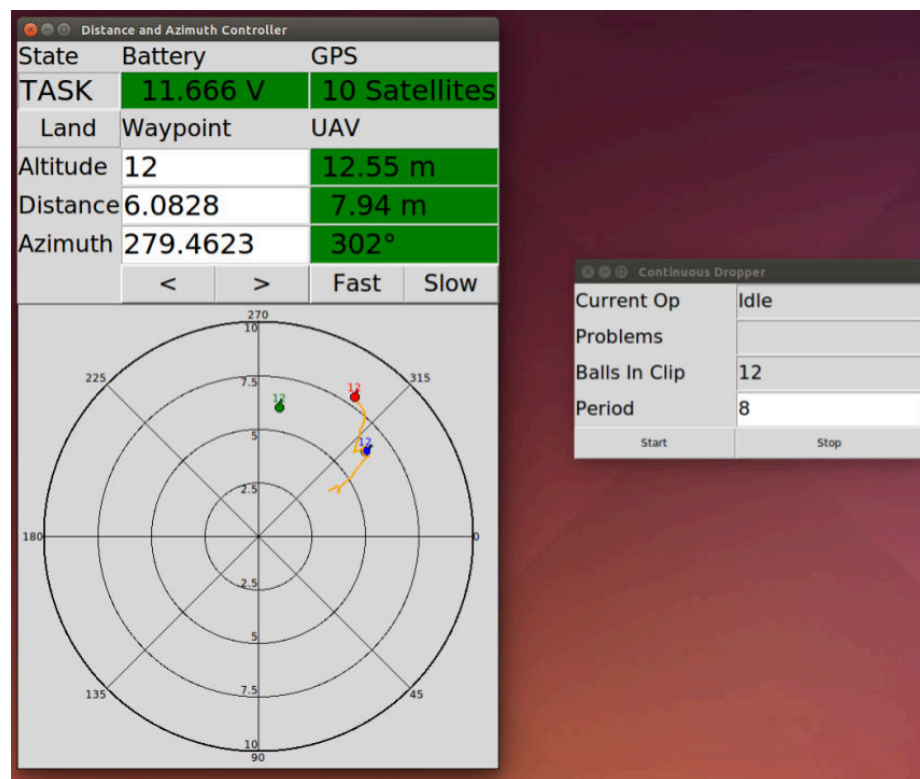 Distance and Azimuth Controller
State Battery GPS
TASK 11.666 V 10 Satellites
Land Waypoint UAV
Altitude 12 12.55 m
Distance 6.0828 7.94 m
Azimuth 279.4623 302°
< > Fast Slow
270
10
225 7.5 12 12 315
5 12
2.5
180 0
2.5
5
135 7.5 45
10
90
Continuous Dropper
Current Op Idle
Problems
Balls In Clip 12
Period 8
Start Stop